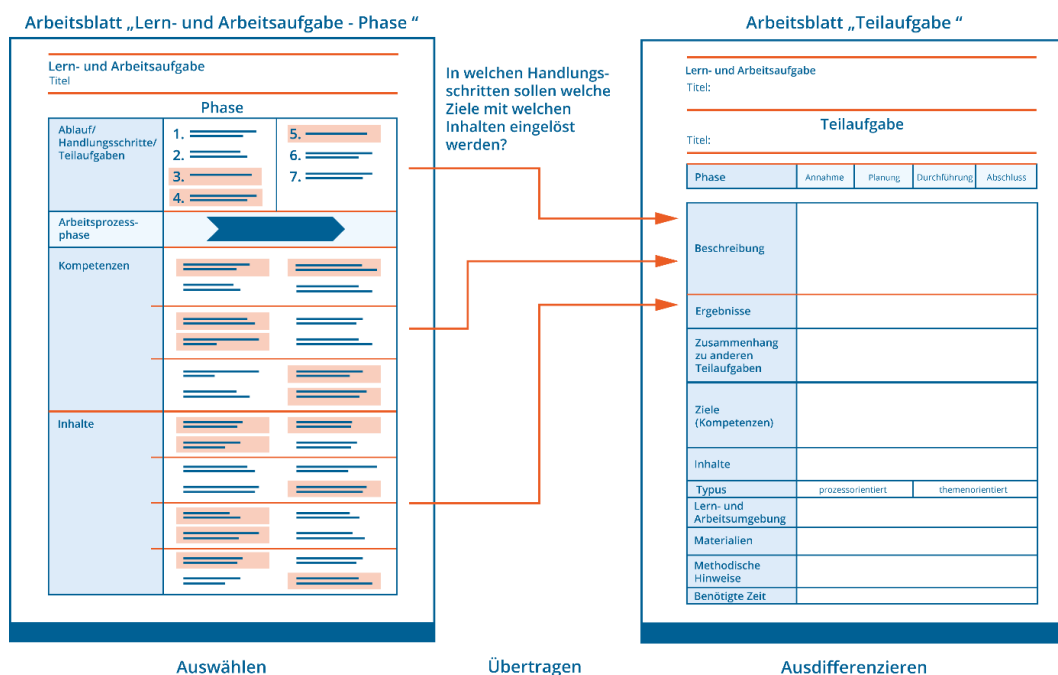 Arbeitsblatt „Lern- und Arbeitsaufgabe - Phase “
Lern- und Arbeitsaufgabe
Titel
Phase
Ablauf/
Handlungsschritte/
Teilaufgaben
1.
2.
3.
4.
5.
6.
7.
Arbeitsprozess-
phase
Kompetenzen
Inhalte
Auswählen
In welchen Handlungs-
schritten sollen welche
Ziele mit welchen
Inhalten eingelöst
werden?
Übertragen
Arbeitsblatt „Teilaufgabe “
Lern- und Arbeitsaufgabe
Titel:
Teilaufgabe
Titel:
Phase Annahme Planung Durchführung Abschluss
Beschreibung
Ergebnisse
Zusammenhang
zu anderen
Teilaufgaben
Ziele
(Kompetenzen)
Inhalte
Typus prozessorientiert themenorientiert
Lern- und
Arbeitsumgebung
Materialien
Methodische
Hinweise
Benötigte Zeit
Ausdifferenzieren